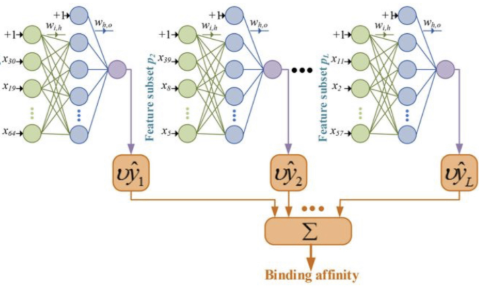 +1
w_{h,o}
+1
w_{i,h}
x_{30}
x_{19}
x_{84}
Feature subset p_2
+1
w_{h,o}
+1
w_{i,h}
x_{39}
x_8
x_5
Feature subset p_L
+1
w_{h,o}
+1
w_{i,h}
x_{11}
x_2
x_{57}
υŷ_1
υŷ_2
υŷ_L
Σ
Binding affinity